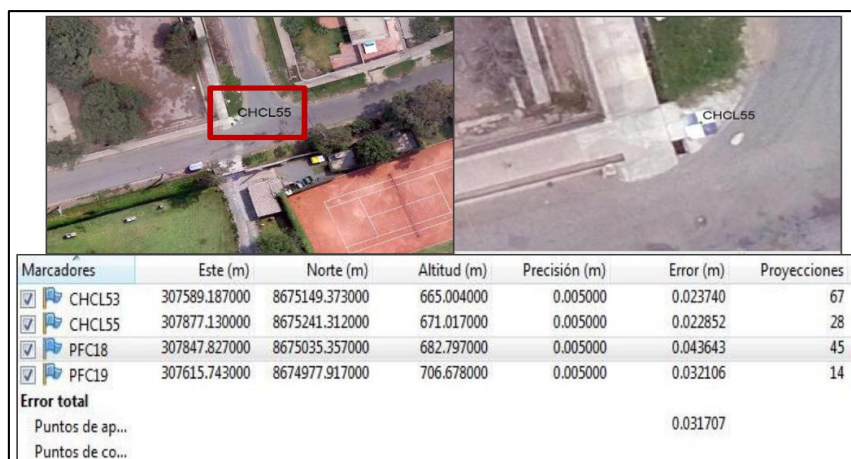 CHCL55
CHCL55
Marcadores Este (m) Norte (m) Altitud (m) Precisión (m) Error (m) Proyecciones
CHCL53 307589.187000 8675149.373000 665.004000 0.005000 0.023740 67
CHCL55 307877.130000 8675241.312000 671.017000 0.005000 0.022852 28
PFC18 307847.827000 8675035.357000 682.797000 0.005000 0.043643 45
PFC19 307615.743000 8674977.917000 706.678000 0.005000 0.032106 14
Error total
Puntos de ap... 0.031707
Puntos de co...